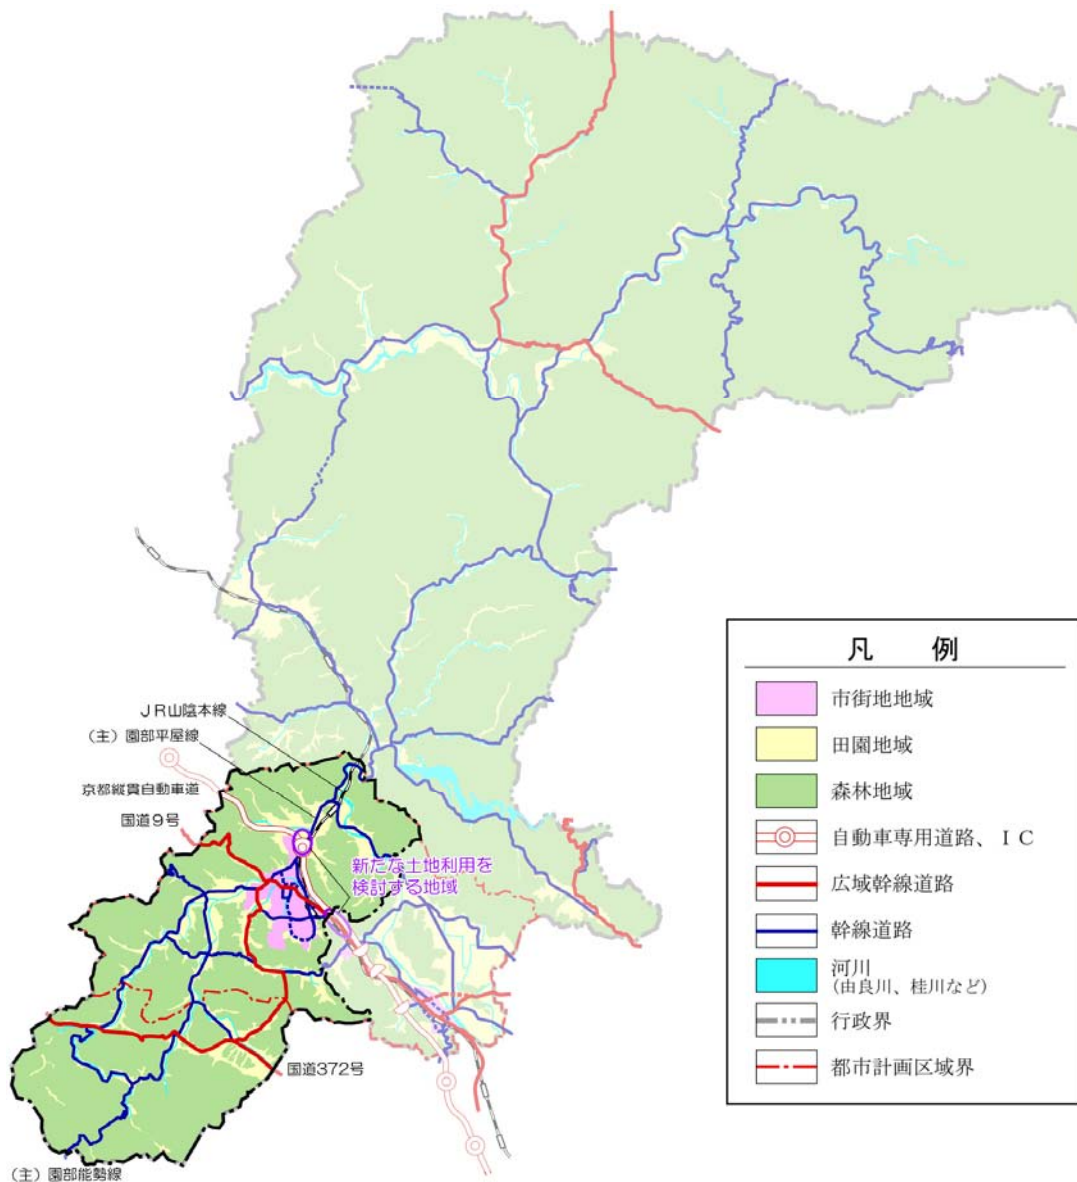 JR山陰本線
(主)園部平屋線
京都縦貫自動車道
国道9号
新たな土地利用を
検討する地域
国道372号
(主)園部能勢線
凡 例
市街地地域
田園地域
森林地域
自動車専用道路、IC
広域幹線道路
幹線道路
河川
(由良川、桂川など)
行政界
都市計画区域界